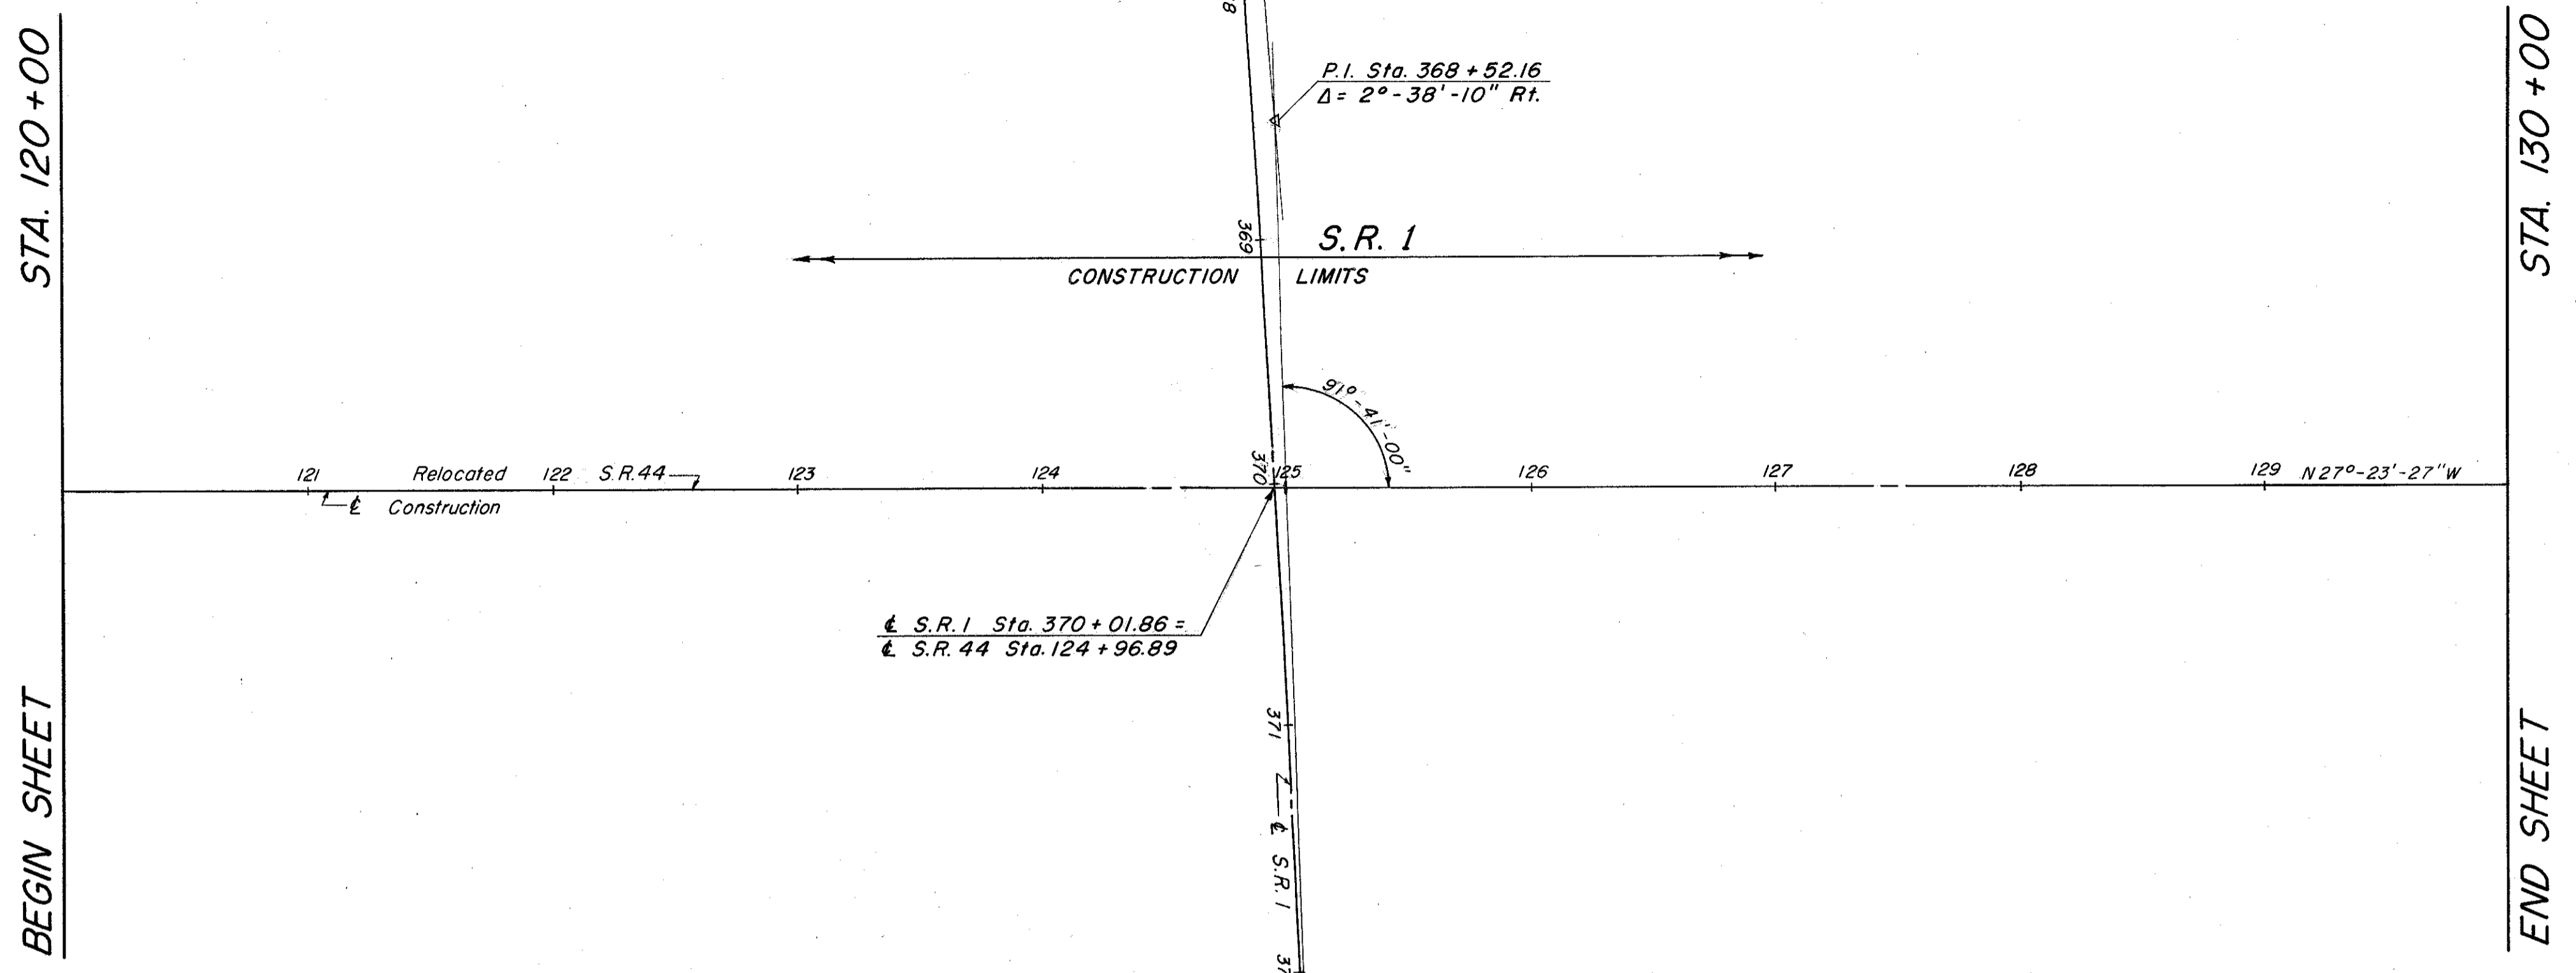 STA. 120+00
BEGIN SHEET
P.I. Sta. 368+52.16
Δ= 2°-38'-10" Rt.
369
S.R. 1
CONSTRUCTION LIMITS
91°-41'-00"
121 Relocated 122 S.R.44 123 124 370 125 126 127 128 129 N 27°-23'-27"W
℄ Construction
℄ S.R.1 Sta. 370+01.86 =
℄ S.R. 44 Sta. 124+96.89
371
℄ S.R. 1
STA. 130+00
END SHEET